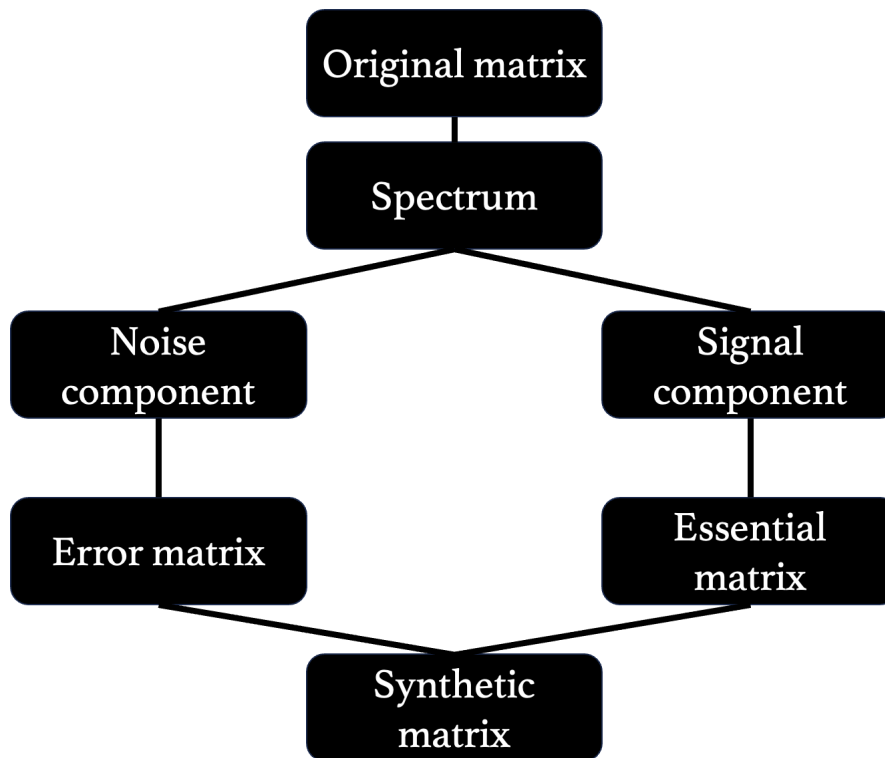 Original matrix
Spectrum
Noise
component
Signal
component
Error matrix
Essential
matrix
Synthetic
matrix